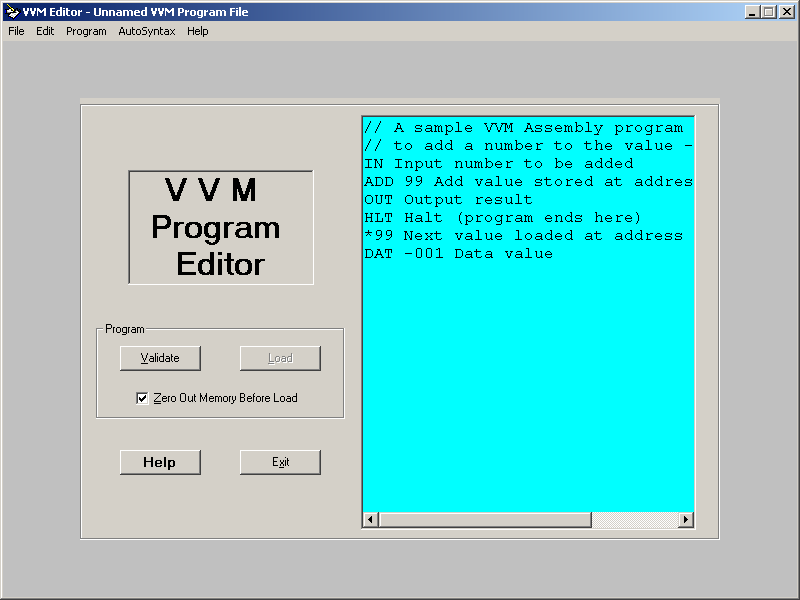 VVM Editor - Unnamed VVM Program File
File Edit Program AutoSyntax Help
V V M
Program
Editor
Program
Validate Load
Zero Out Memory Before Load
Help Exit
// A sample VVM Assembly program
// to add a number to the value -
IN Input number to be added
ADD 99 Add value stored at addres
OUT Output result
HLT Halt (program ends here)
*99 Next value loaded at address
DAT -001 Data value